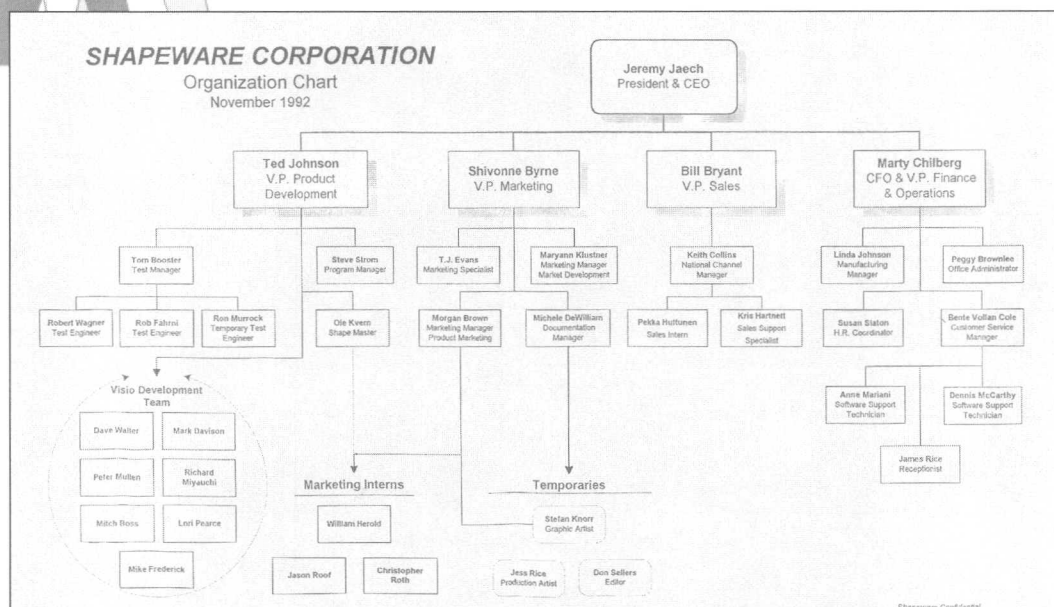 SHAPEWARE CORPORATION
Organization Chart
November 1992
Jeremy Jaech
President & CEO
Ted Johnson
V.P. Product
Development
Shivonne Byrne
V.P. Marketing
Bill Bryant
V.P. Sales
Marty Chilberg
CFO & V.P. Finance
& Operations
Tom Booster
Test Manager
Steve Strom
Program Manager
T.J. Evans
Marketing Specialist
Maryann Klustner
Marketing Manager
Market Development
Keith Collins
National Channel
Manager
Linda Johnson
Manufacturing
Manager
Peggy Brownlee
Office Administrator
Robert Wagner
Test Engineer
Rob Fahrni
Test Engineer
Ron Murrock
Temporary Test
Engineer
Ole Kvern
Shape Master
Morgan Brown
Marketing Manager
Product Marketing
Michele DeWilliam
Documentation
Manager
Pekka Huttunen
Sales Intern
Kris Hartnett
Sales Support
Specialist
Susan Slaton
H.R. Coordinator
Bente Vollan Cole
Customer Service
Manager
Visio Development
Team
Dave Walter
Mark Davison
Peter Mullen
Richard
Miyauchi
Mitch Boss
Lori Pearce
Mike Frederick
Anne Mariani
Software Support
Technician
Dennis McCarthy
Software Support
Technician
James Rice
Receptionist
Marketing Interns
William Herold
Jason Roof
Christopher
Roth
Temporaries
Stefan Knorr
Graphic Artist
Jess Rice
Production Artist
Don Sellers
Editor
Shapeware Confidential